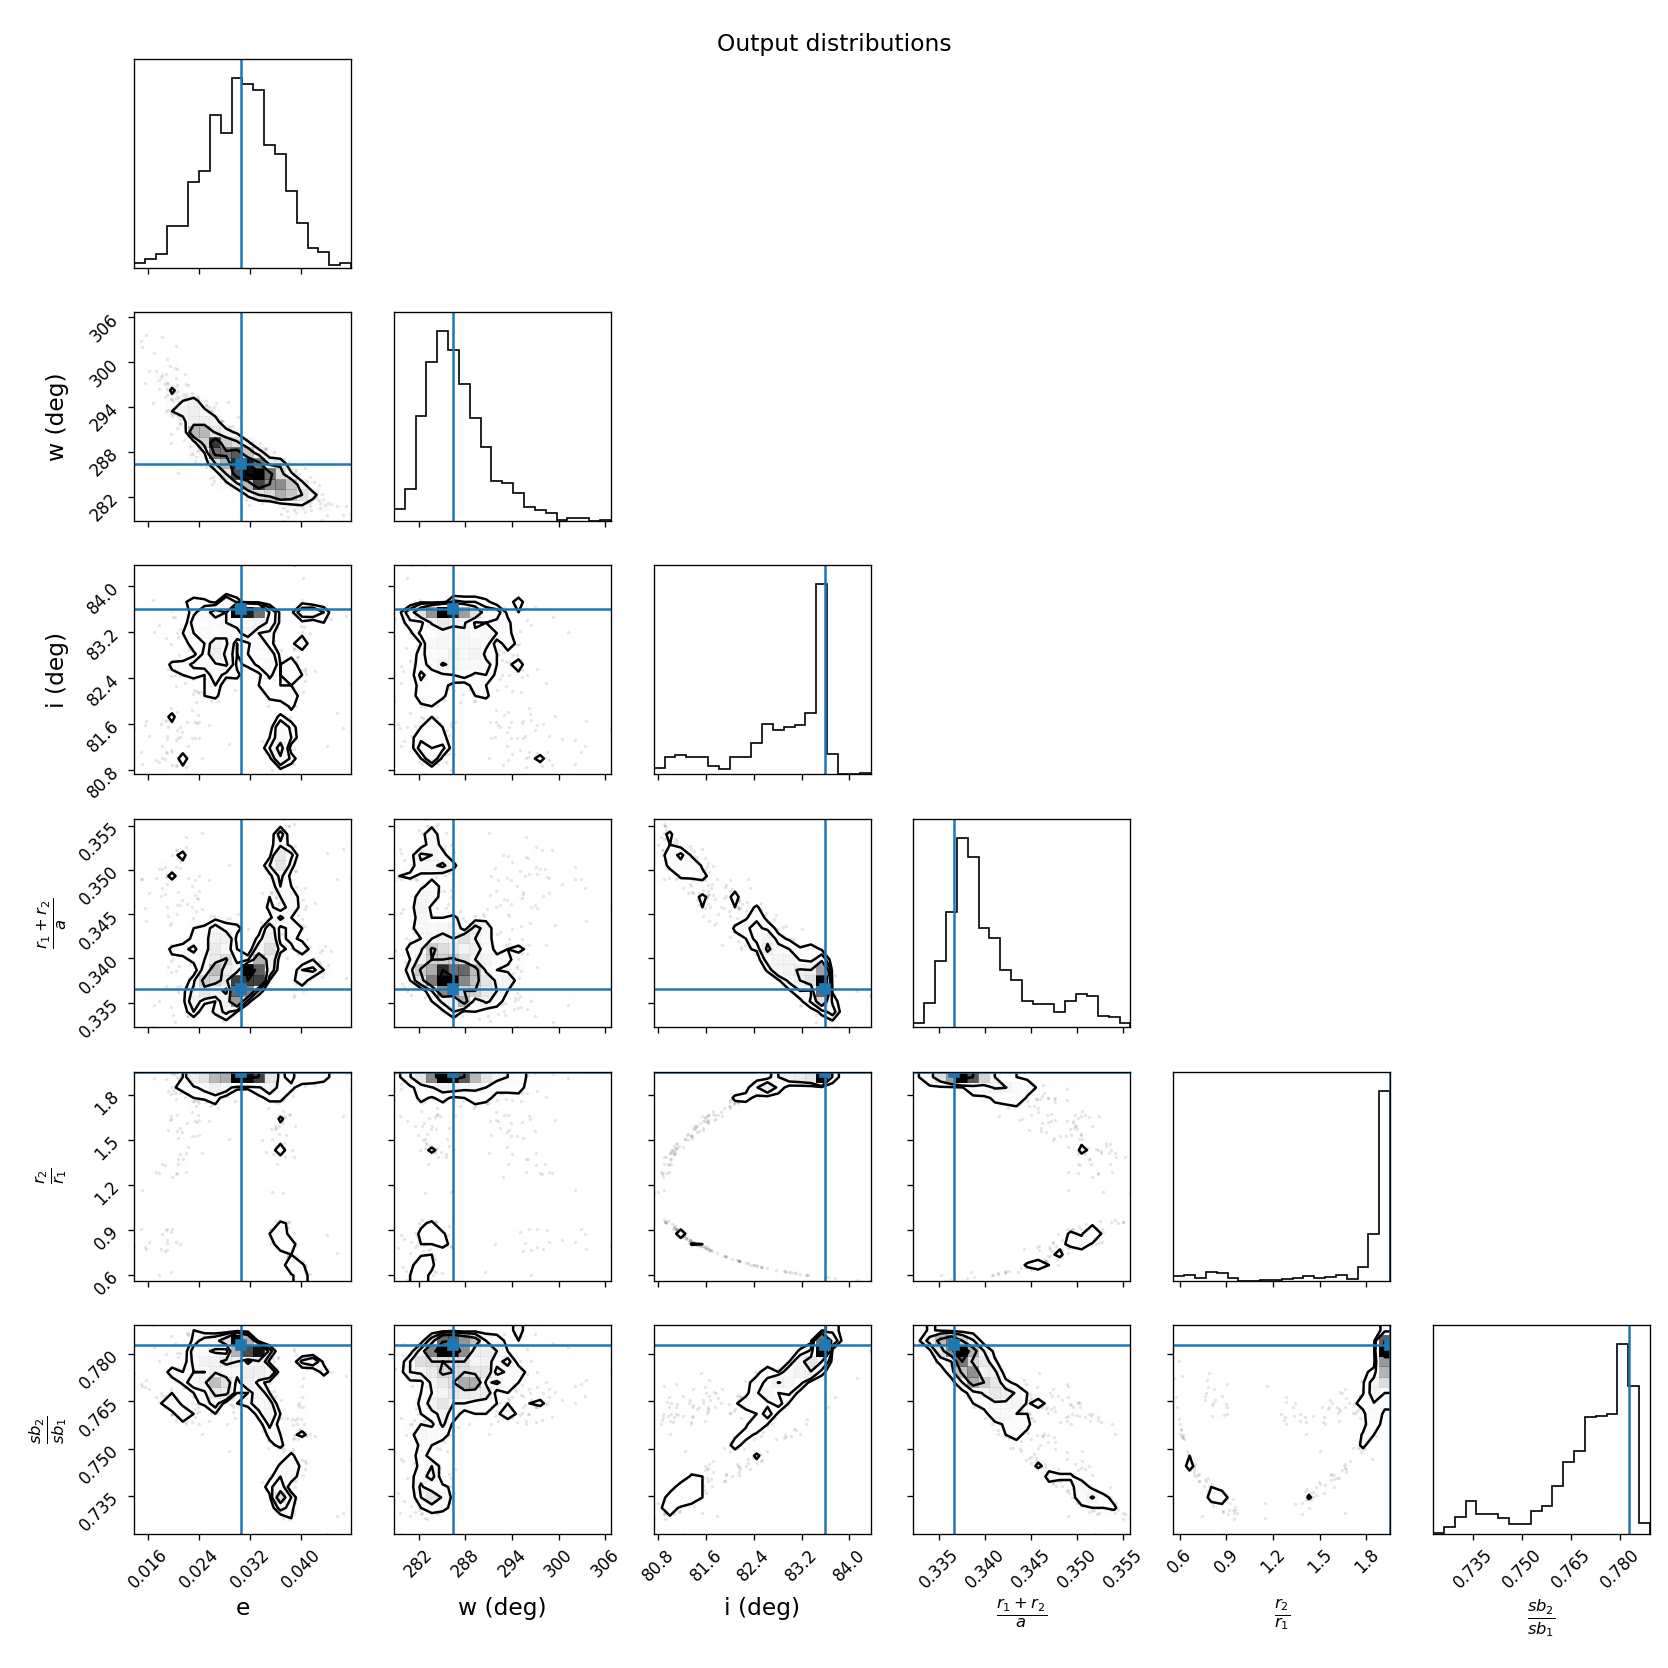 Output distributions
306
300
294
288
282
w (deg)
84.0
83.2
82.4
81.6
80.8
i (deg)
0.355
0.350
0.345
0.340
0.335
r₁ + r₂
a
1.8
1.5
1.2
0.9
0.6
r₂
r₁
0.780
0.765
0.750
0.735
sb₂
sb₁
0.016 0.024 0.032 0.040
282 288 294 300 306
80.8 81.6 82.4 83.2 84.0
0.335 0.340 0.345 0.350 0.355
0.6 0.9 1.2 1.5 1.8
0.735 0.750 0.765 0.780
e
w (deg)
i (deg)
r₁ + r₂
a
r₂
r₁
sb₂
sb₁